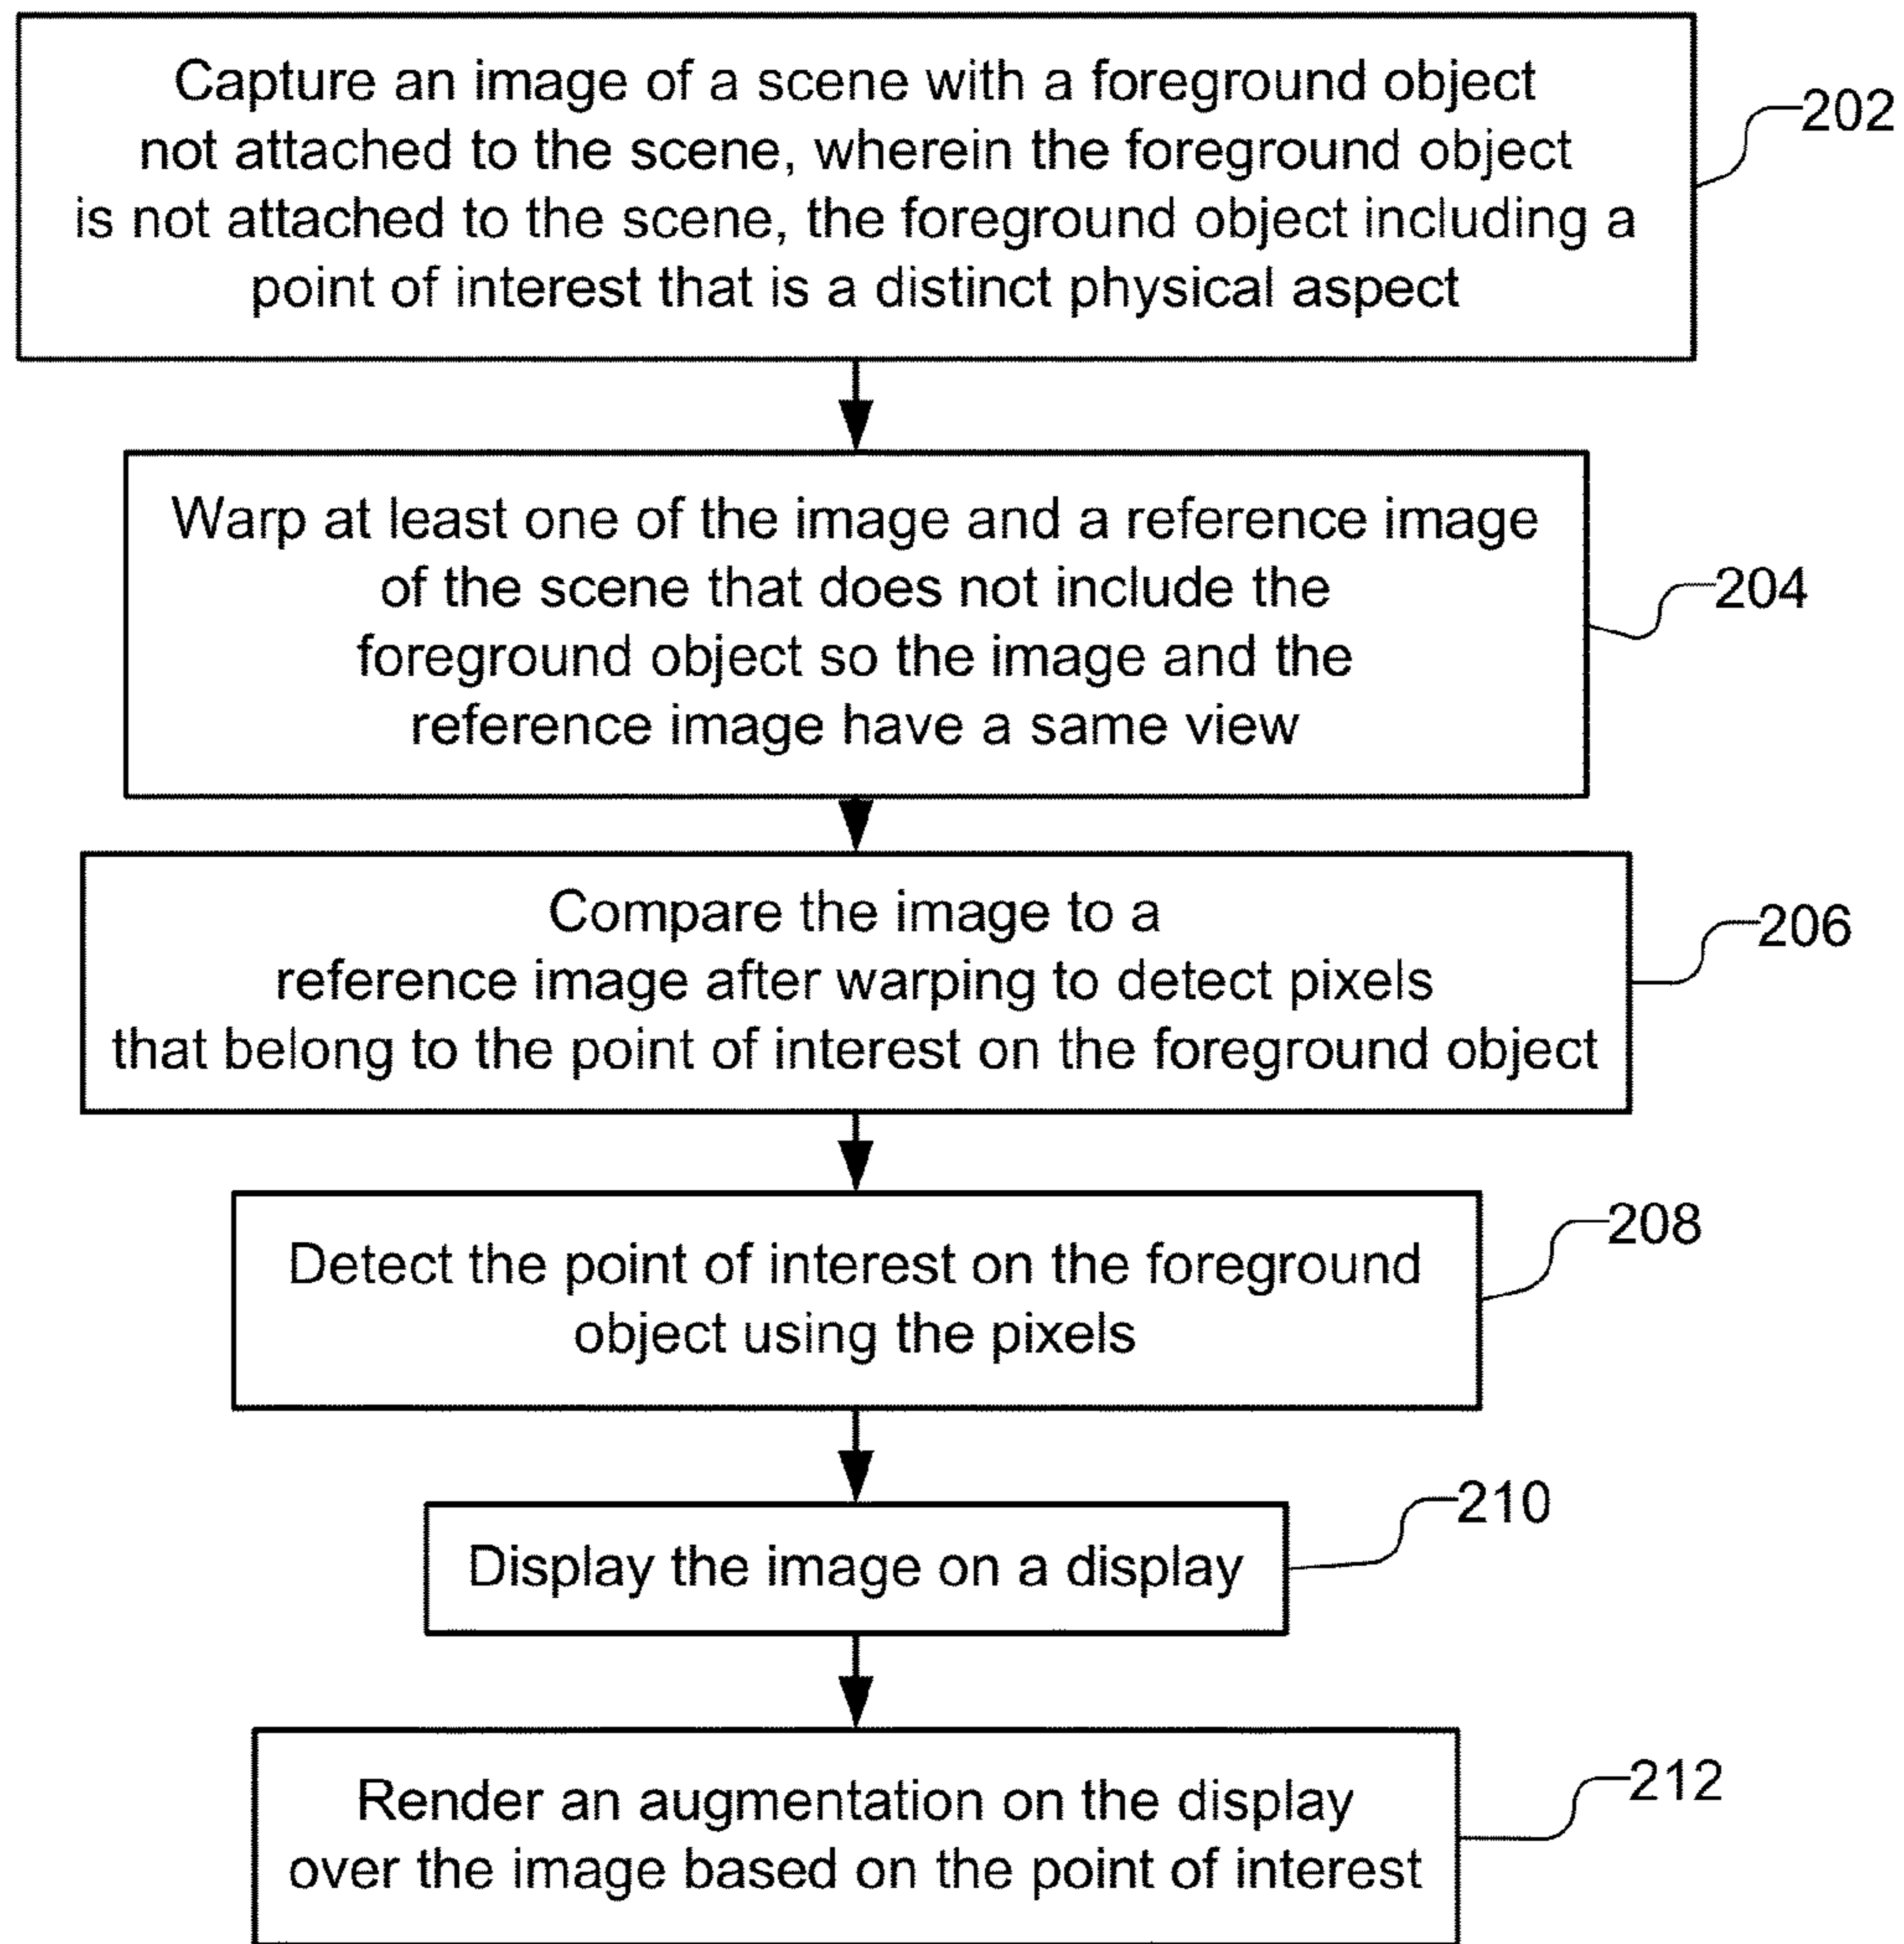 Capture an image of a scene with a foreground object
not attached to the scene, wherein the foreground object
is not attached to the scene, the foreground object including a
point of interest that is a distinct physical aspect
202
Warp at least one of the image and a reference image
of the scene that does not include the
foreground object so the image and the
reference image have a same view
204
Compare the image to a
reference image after warping to detect pixels
that belong to the point of interest on the foreground object
206
Detect the point of interest on the foreground
object using the pixels
208
Display the image on a display
210
Render an augmentation on the display
over the image based on the point of interest
212